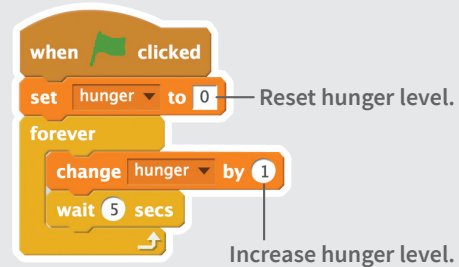 when clicked
set hunger to 0
Reset hunger level.
forever
change hunger by 1
wait 5 secs
Increase hunger level.